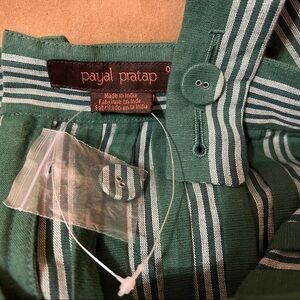 payal pratap
Made in India
Fabriqué en Inde
Fabricado en la India